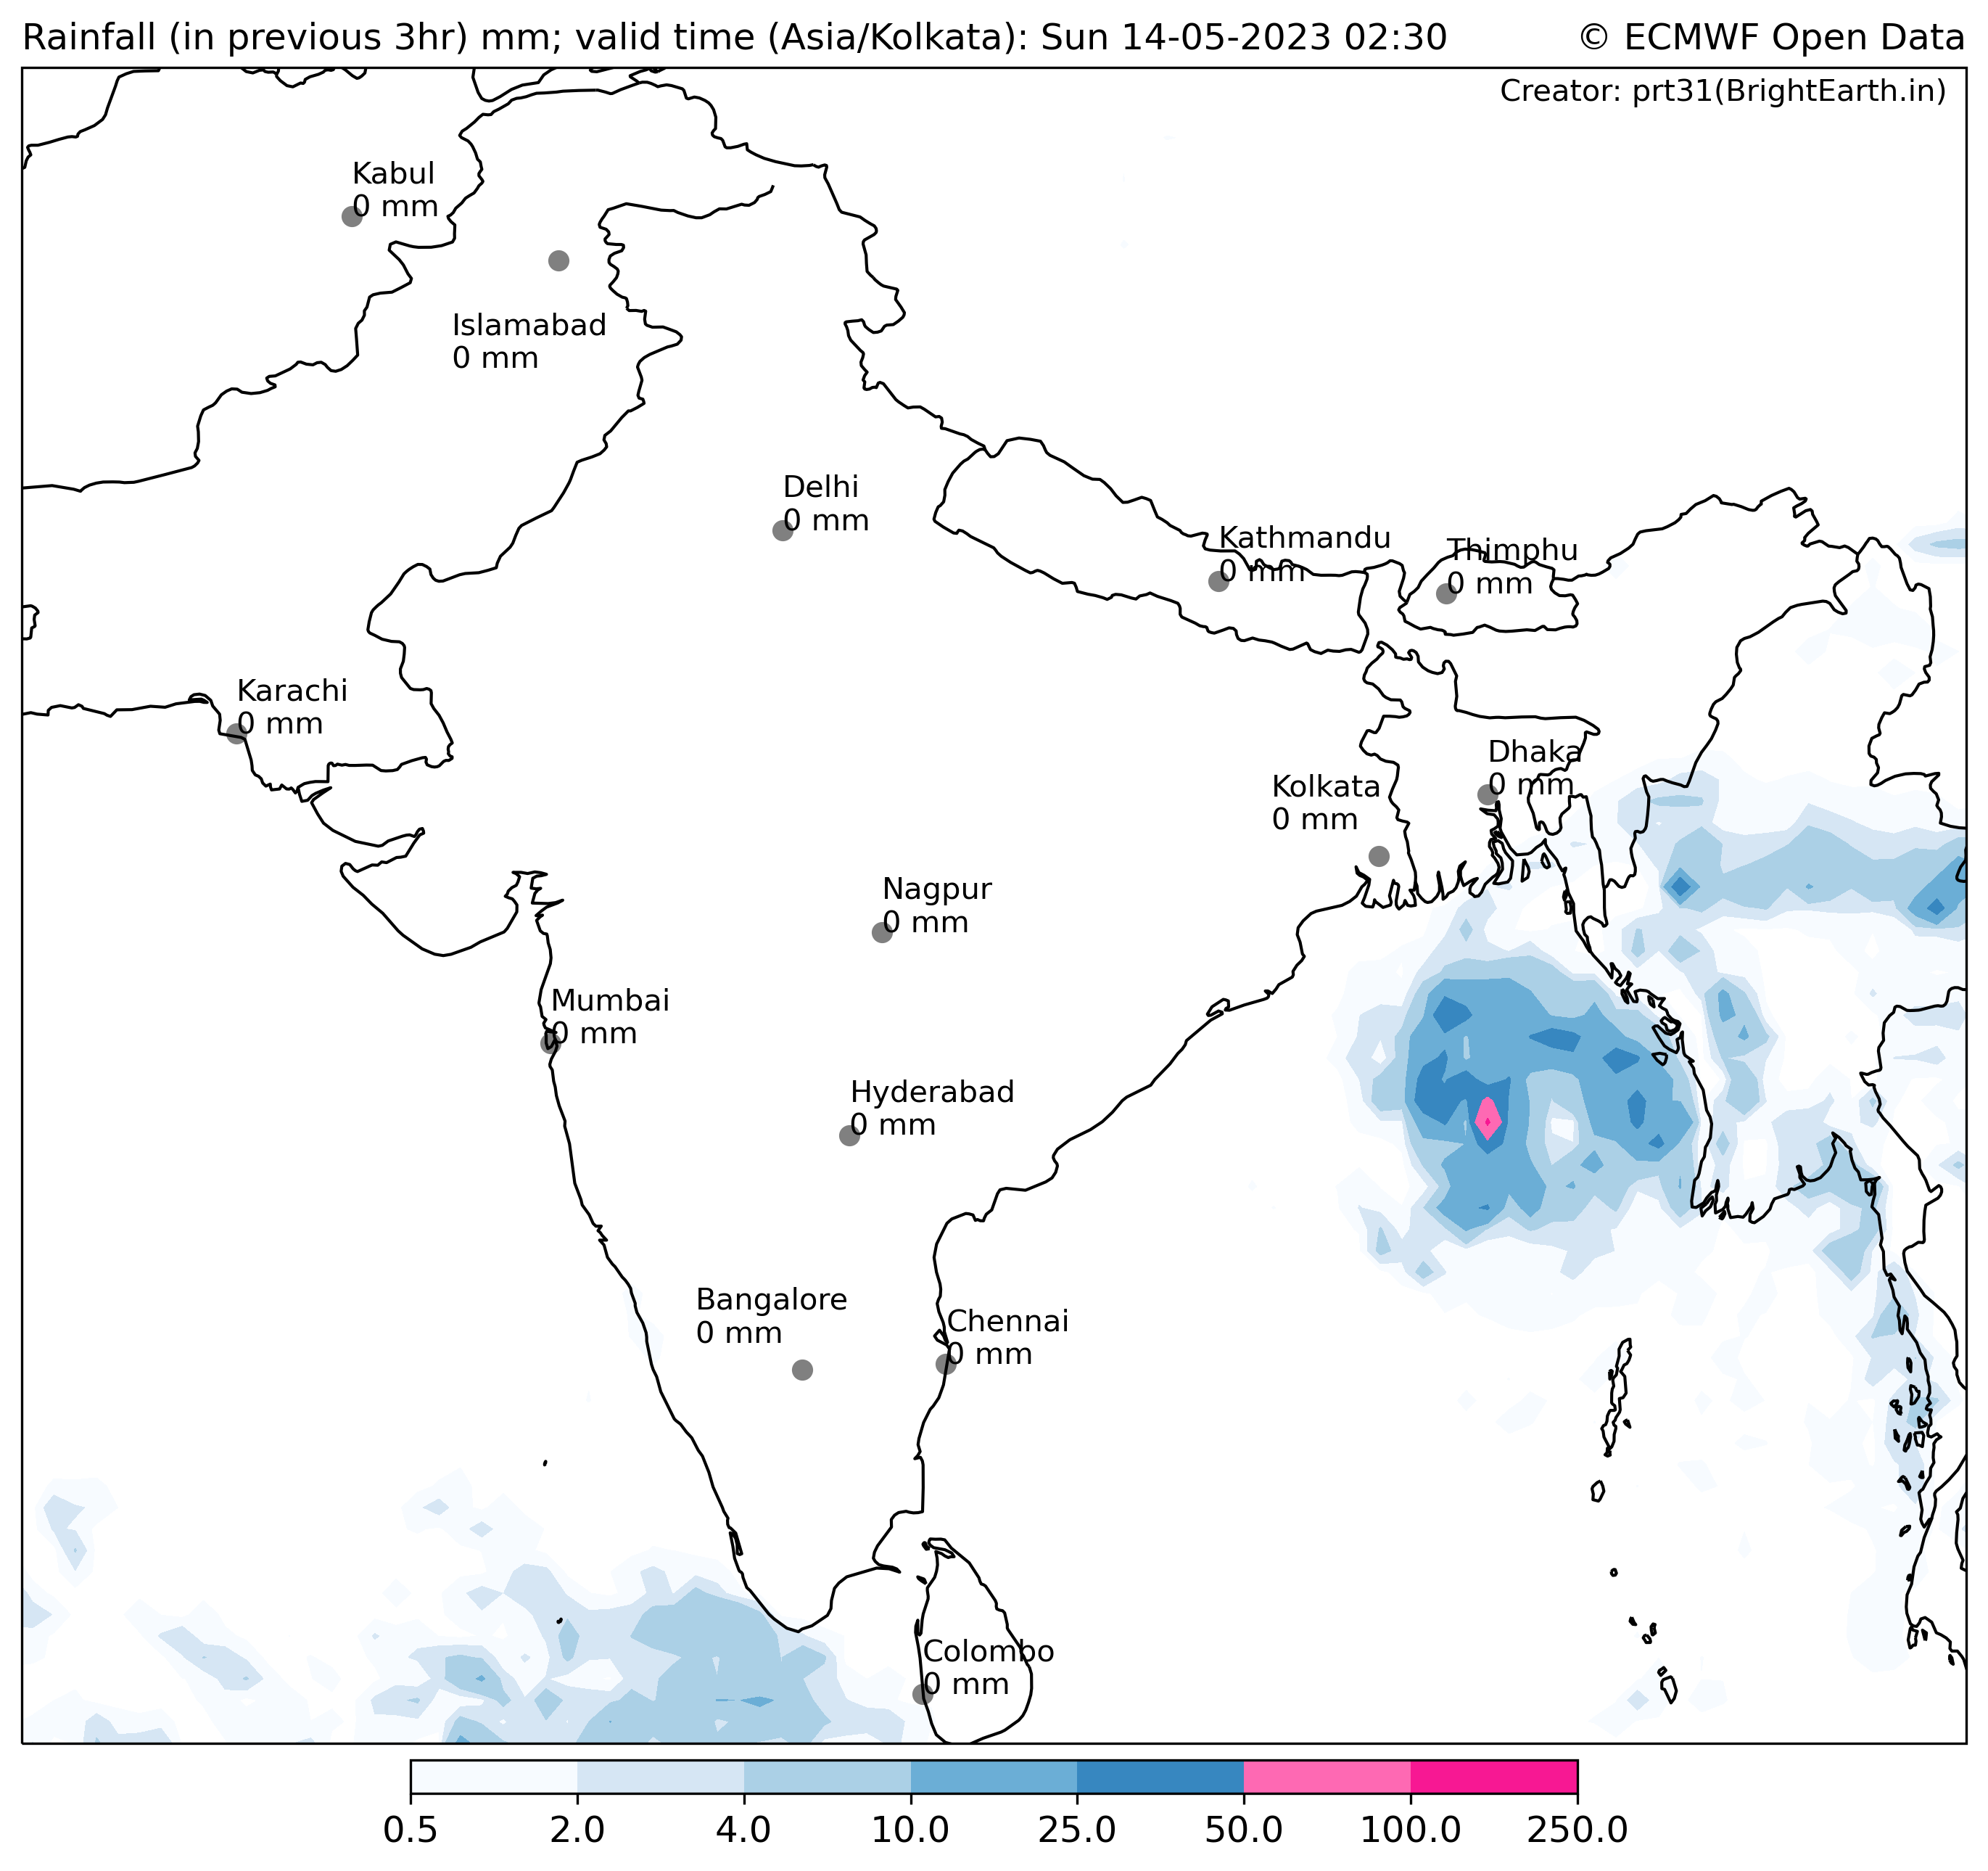 Rainfall (in previous 3hr) mm; valid time (Asia/Kolkata): Sun 14-05-2023 02:30
© ECMWF Open Data
Creator: prt31(BrightEarth.in)
Kabul
0 mm
Islamabad
0 mm
Delhi
0 mm
Kathmandu
0 mm
Thimphu
0 mm
Karachi
0 mm
Dhaka
0 mm
Kolkata
0 mm
Nagpur
0 mm
Mumbai
0 mm
Hyderabad
0 mm
Bangalore
0 mm
Chennai
0 mm
Colombo
0 mm
0.5 2.0 4.0 10.0 25.0 50.0 100.0 250.0